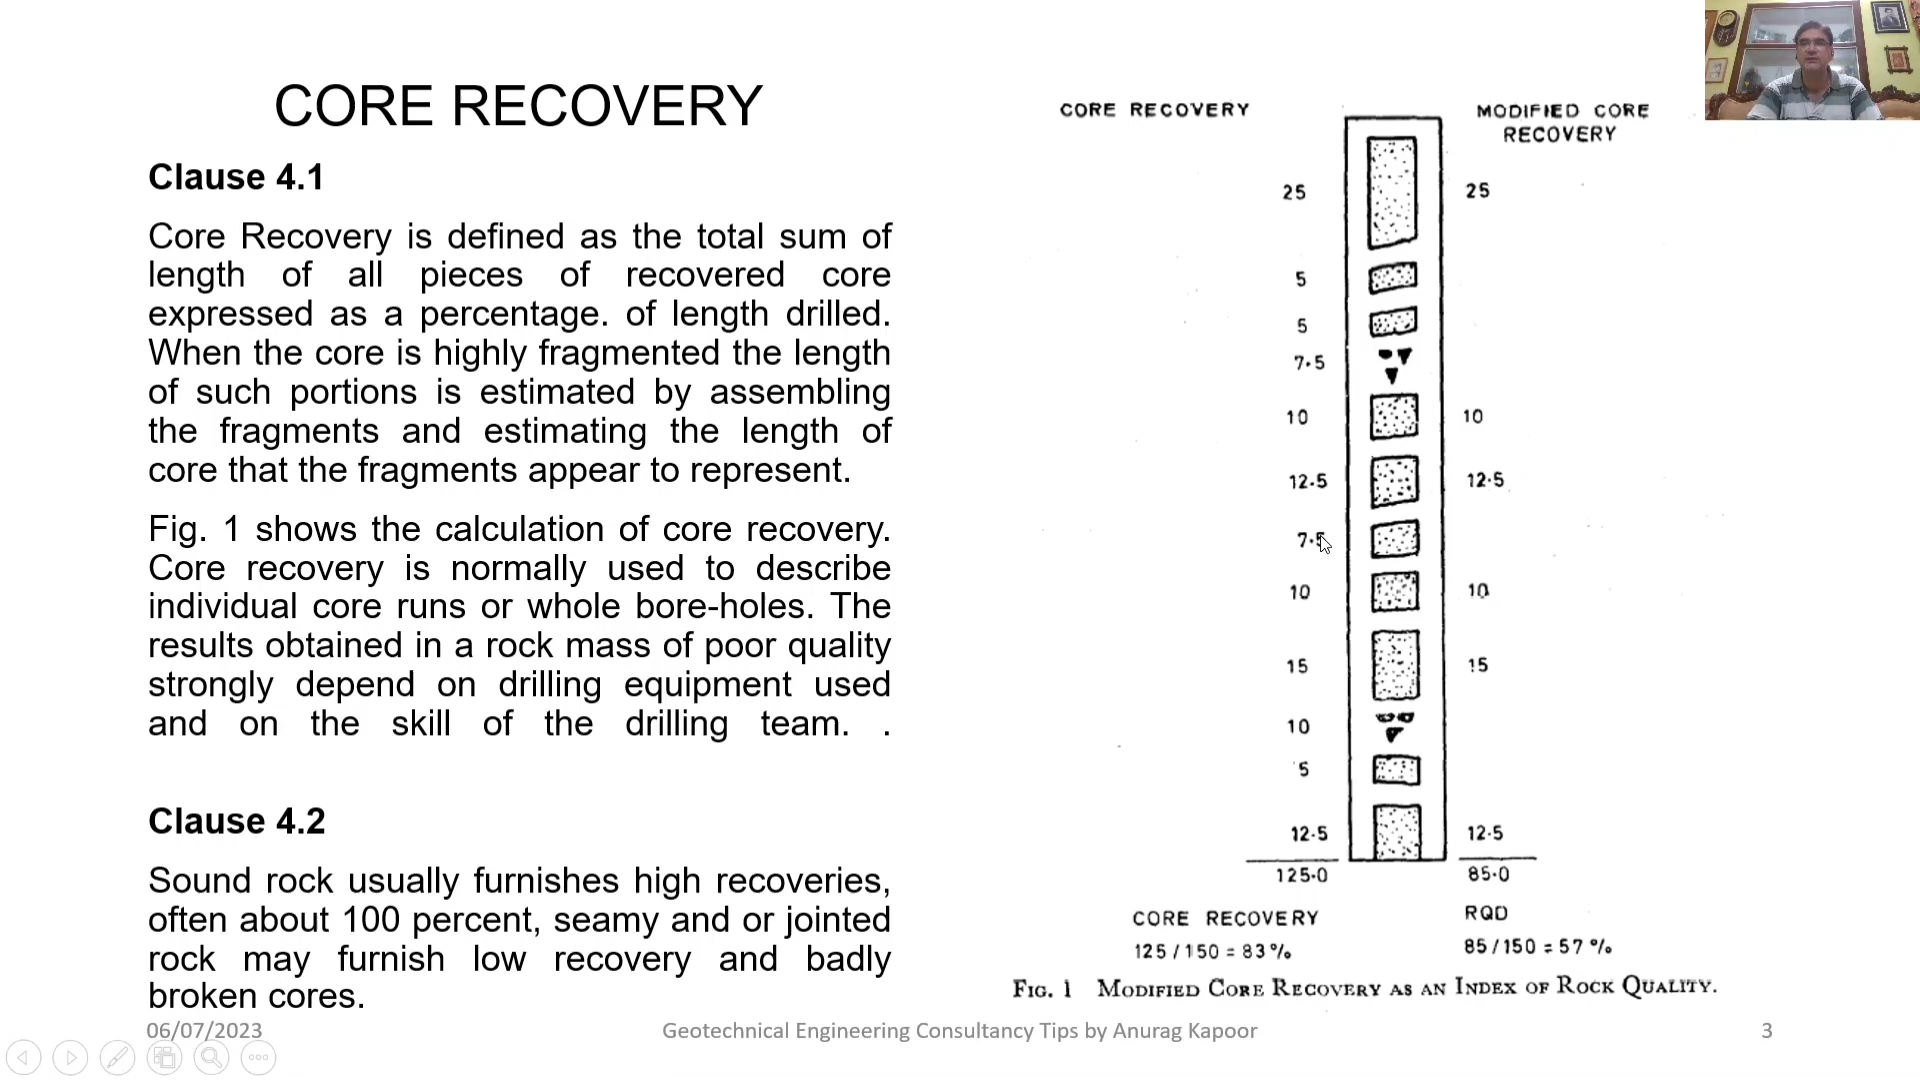 CORE RECOVERY
Clause 4.1
Core Recovery is defined as the total sum of
length of all pieces of recovered core
expressed as a percentage. of length drilled.
When the core is highly fragmented the length
of such portions is estimated by assembling
the fragments and estimating the length of
core that the fragments appear to represent.
Fig. 1 shows the calculation of core recovery.
Core recovery is normally used to describe
individual core runs or whole bore-holes. The
results obtained in a rock mass of poor quality
strongly depend on drilling equipment used
and on the skill of the drilling team. .
Clause 4.2
Sound rock usually furnishes high recoveries,
often about 100 percent, seamy and or jointed
rock may furnish low recovery and badly
broken cores.
CORE RECOVERY
MODIFIED CORE
RECOVERY
25 25
5
5
7.5
10 10
12.5 12.5
7.5
10 10
15 15
10
5
12.5 12.5
125.0 85.0
CORE RECOVERY
125 / 150 = 83 %
RQD
85 / 150 = 57 %
FIG. 1 MODIFIED CORE RECOVERY AS AN INDEX OF ROCK QUALITY.
06/07/2023
Geotechnical Engineering Consultancy Tips by Anurag Kapoor
3